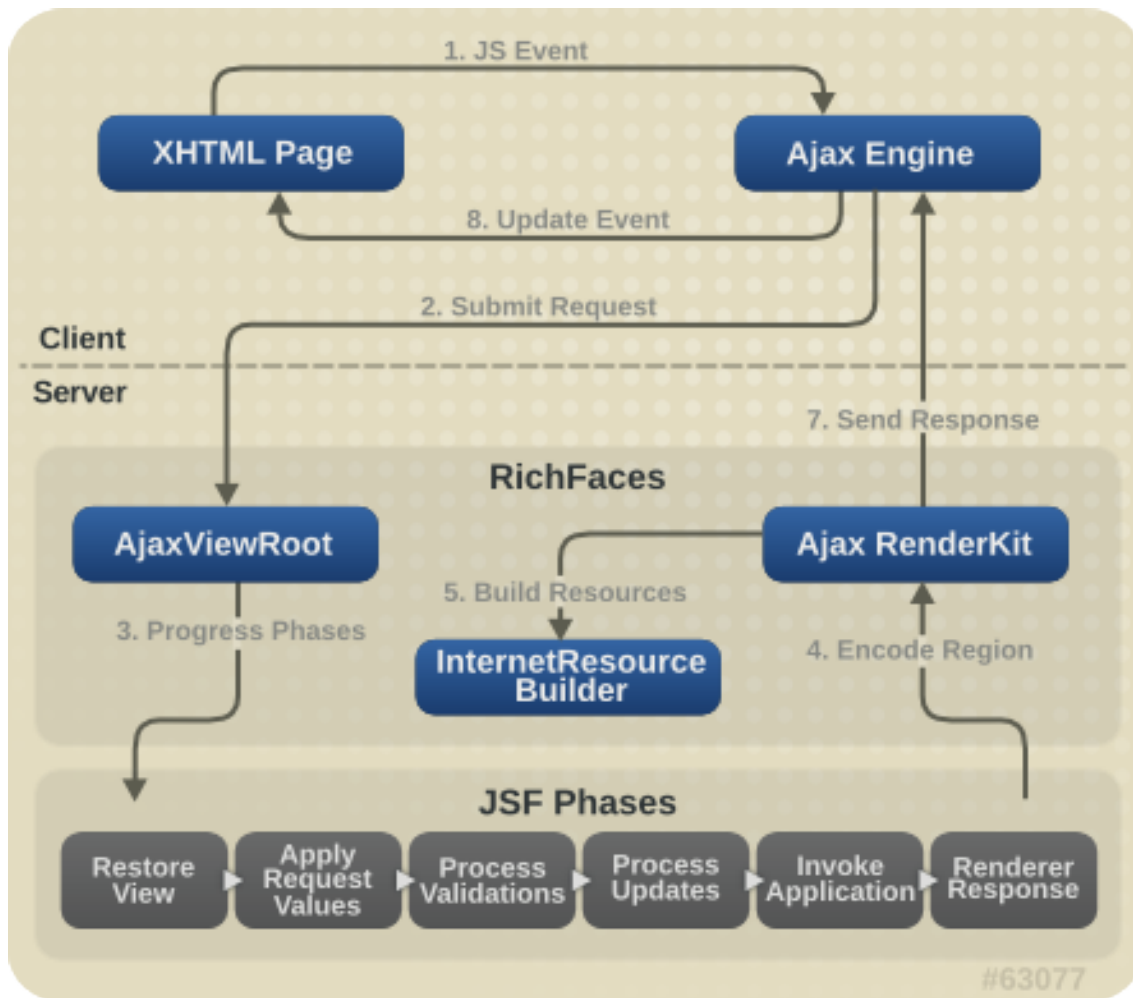 1. JS Event
XHTML Page
Ajax Engine
8. Update Event
2. Submit Request
Client
Server
7. Send Response
RichFaces
AjaxViewRoot
Ajax RenderKit
5. Build Resources
3. Progress Phases
4. Encode Region
InternetResource
Builder
JSF Phases
Restore
View
Apply
Request
Values
Process
Validations
Process
Updates
Invoke
Application
Renderer
Response
#63077